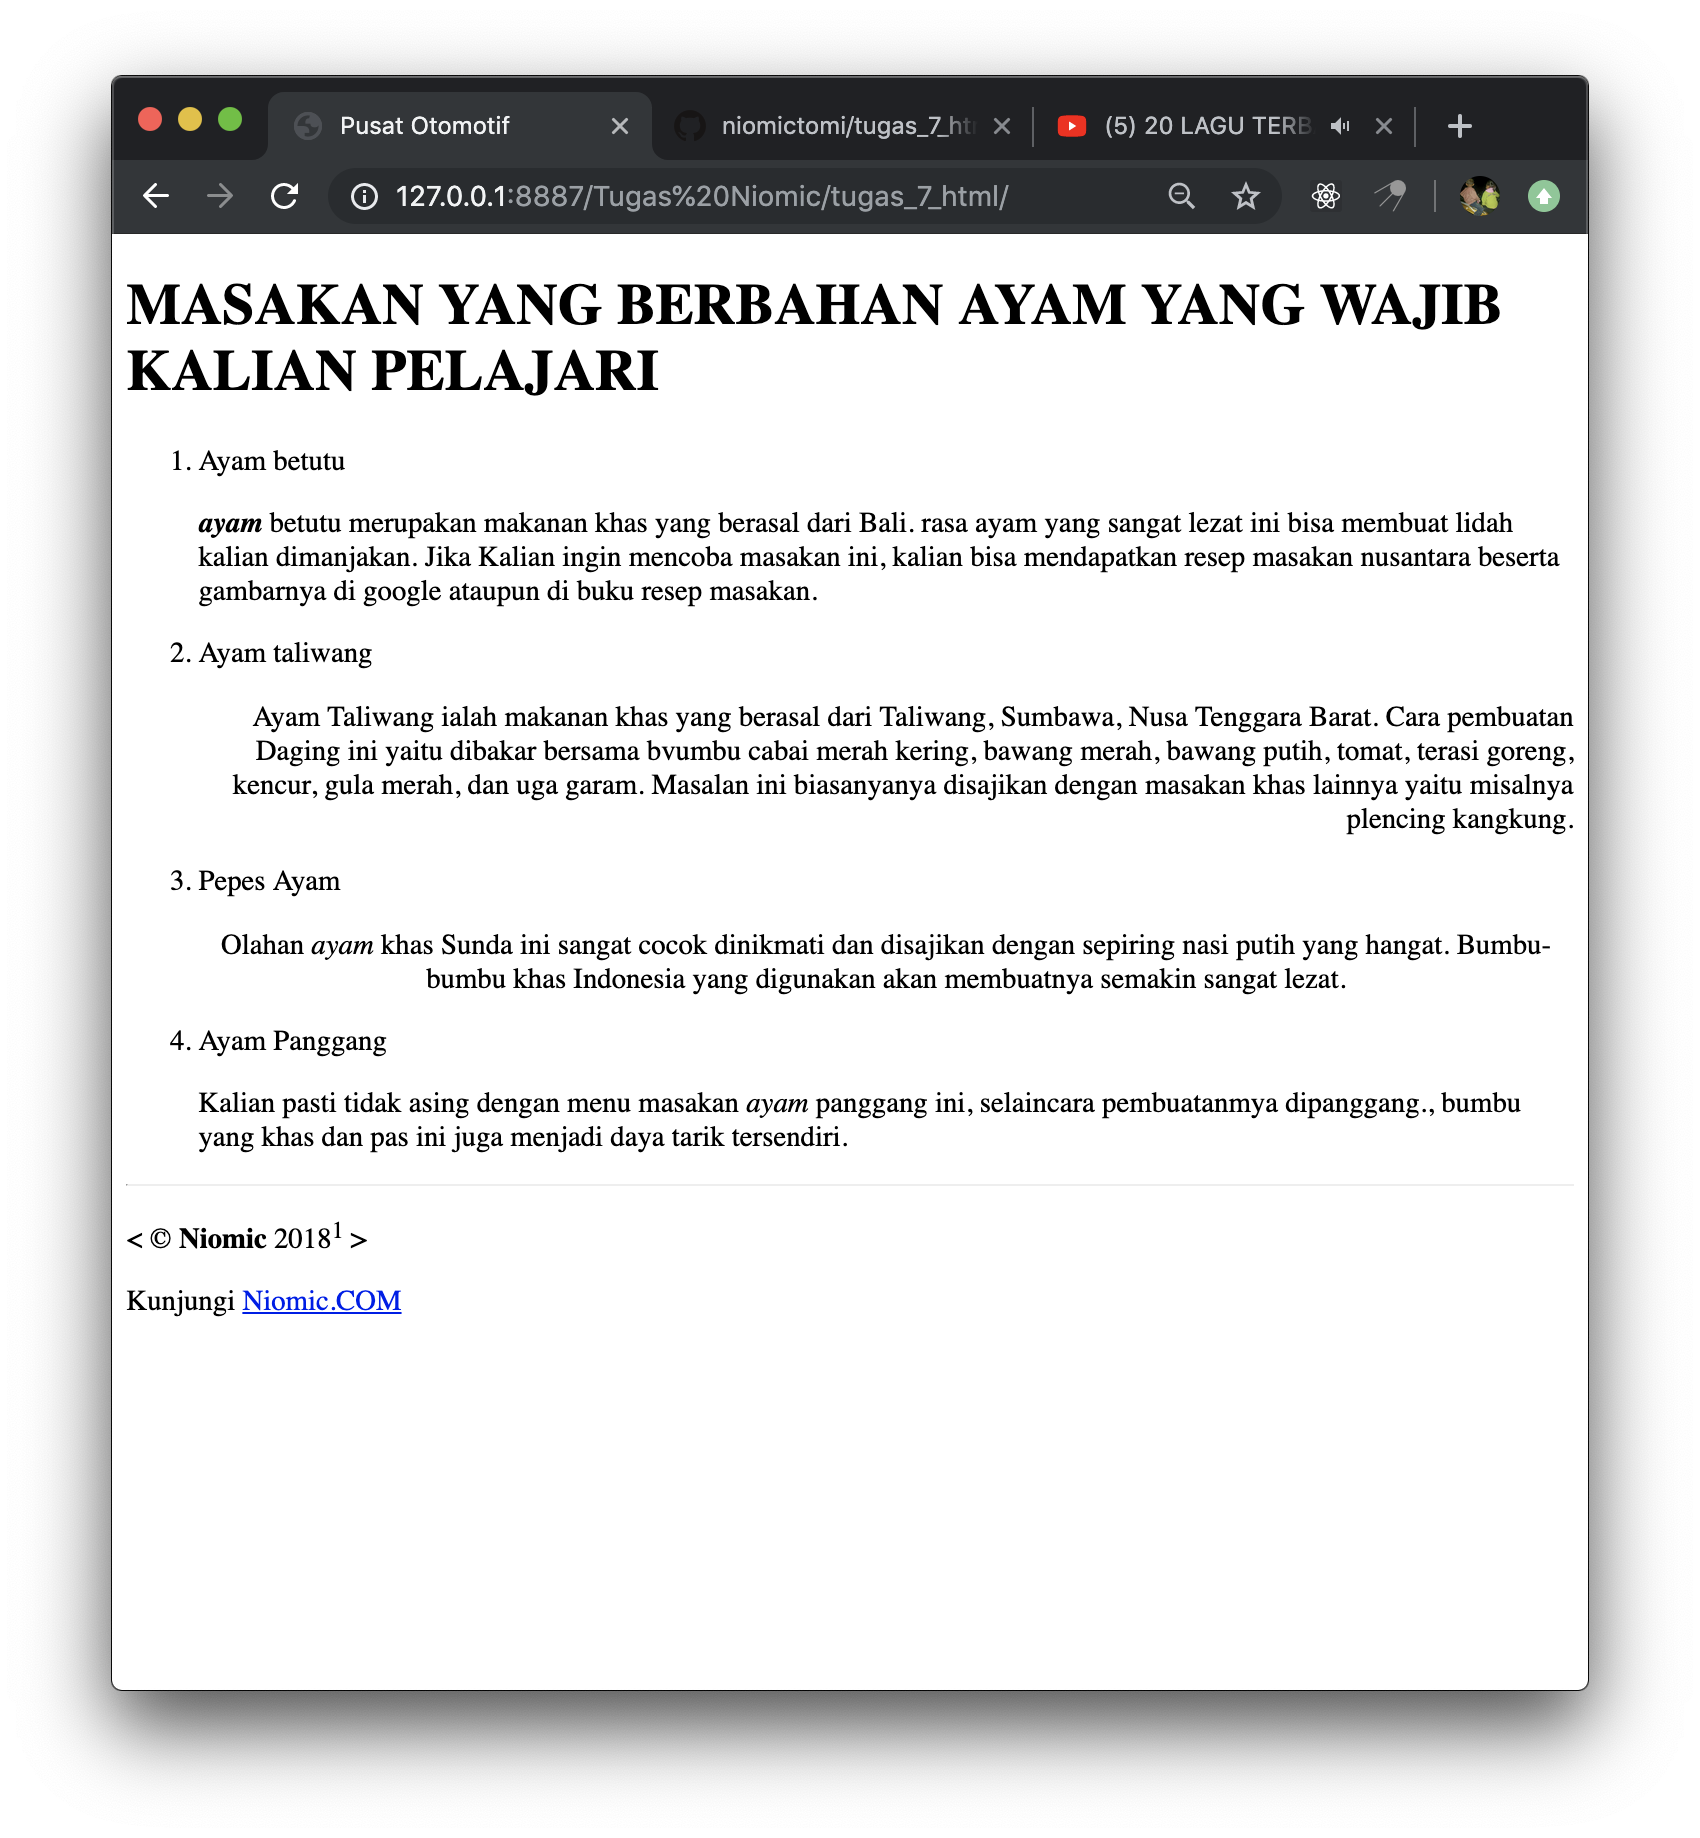 Pusat Otomotif
niomictomi/tugas_7_ht
(5) 20 LAGU TERB
127.0.0.1:8887/Tugas%20Niomic/tugas_7_html/
MASAKAN YANG BERBAHAN AYAM YANG WAJIB
KALIAN PELAJARI
1. Ayam betutu
ayam betutu merupakan makanan khas yang berasal dari Bali. rasa ayam yang sangat lezat ini bisa membuat lidah
kalian dimanjakan. Jika Kalian ingin mencoba masakan ini, kalian bisa mendapatkan resep masakan nusantara beserta
gambarnya di google ataupun di buku resep masakan.
2. Ayam taliwang
Ayam Taliwang ialah makanan khas yang berasal dari Taliwang, Sumbawa, Nusa Tenggara Barat. Cara pembuatan
Daging ini yaitu dibakar bersama bvumbu cabai merah kering, bawang merah, bawang putih, tomat, terasi goreng,
kencur, gula merah, dan uga garam. Masalan ini biasanyanya disajikan dengan masakan khas lainnya yaitu misalnya
plencing kangkung.
3. Pepes Ayam
Olahan ayam khas Sunda ini sangat cocok dinikmati dan disajikan dengan sepiring nasi putih yang hangat. Bumbu-
bumbu khas Indonesia yang digunakan akan membuatnya semakin sangat lezat.
4. Ayam Panggang
Kalian pasti tidak asing dengan menu masakan ayam panggang ini, selaincara pembuatanmya dipanggang., bumbu
yang khas dan pas ini juga menjadi daya tarik tersendiri.
< © Niomic 2018¹ >
Kunjungi Niomic.COM